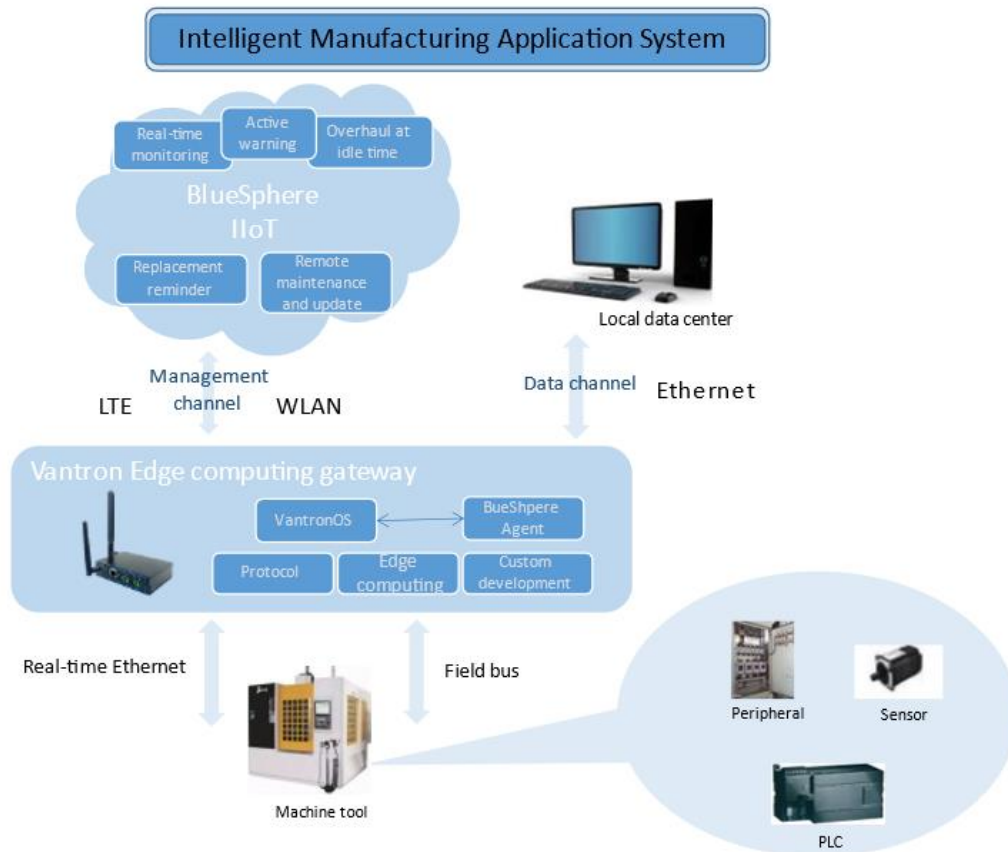 Intelligent Manufacturing Application System
Real-time
monitoring
Active
warning
Overhaul at
idle time
BlueSphere
IIoT
Replacement
reminder
Remote
maintenance
and update
Local data center
Management
channel
LTE
WLAN
Data channel
Ethernet
Vantron Edge computing gateway
VantronOS
BueShpere
Agent
Protocol
Edge
computing
Custom
development
Real-time Ethernet
Field bus
Machine tool
Peripheral
Sensor
PLC